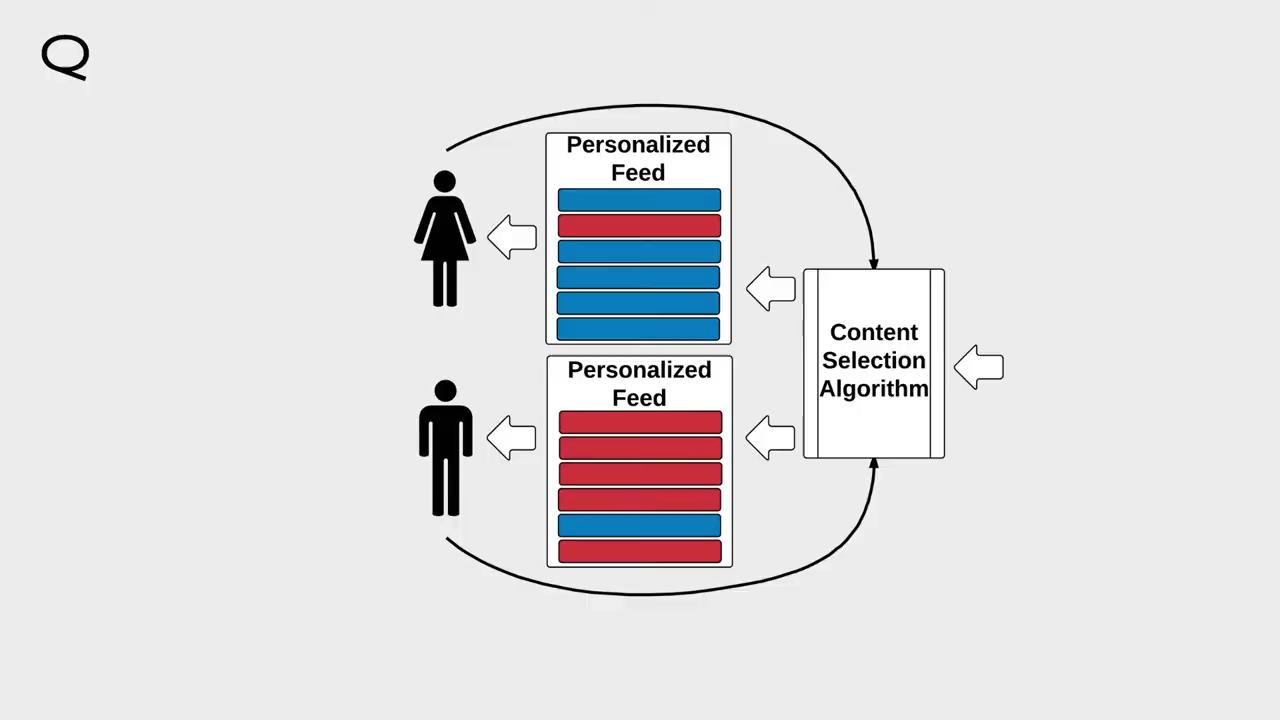 Q
Personalized
Feed
Personalized
Feed
Content
Selection
Algorithm